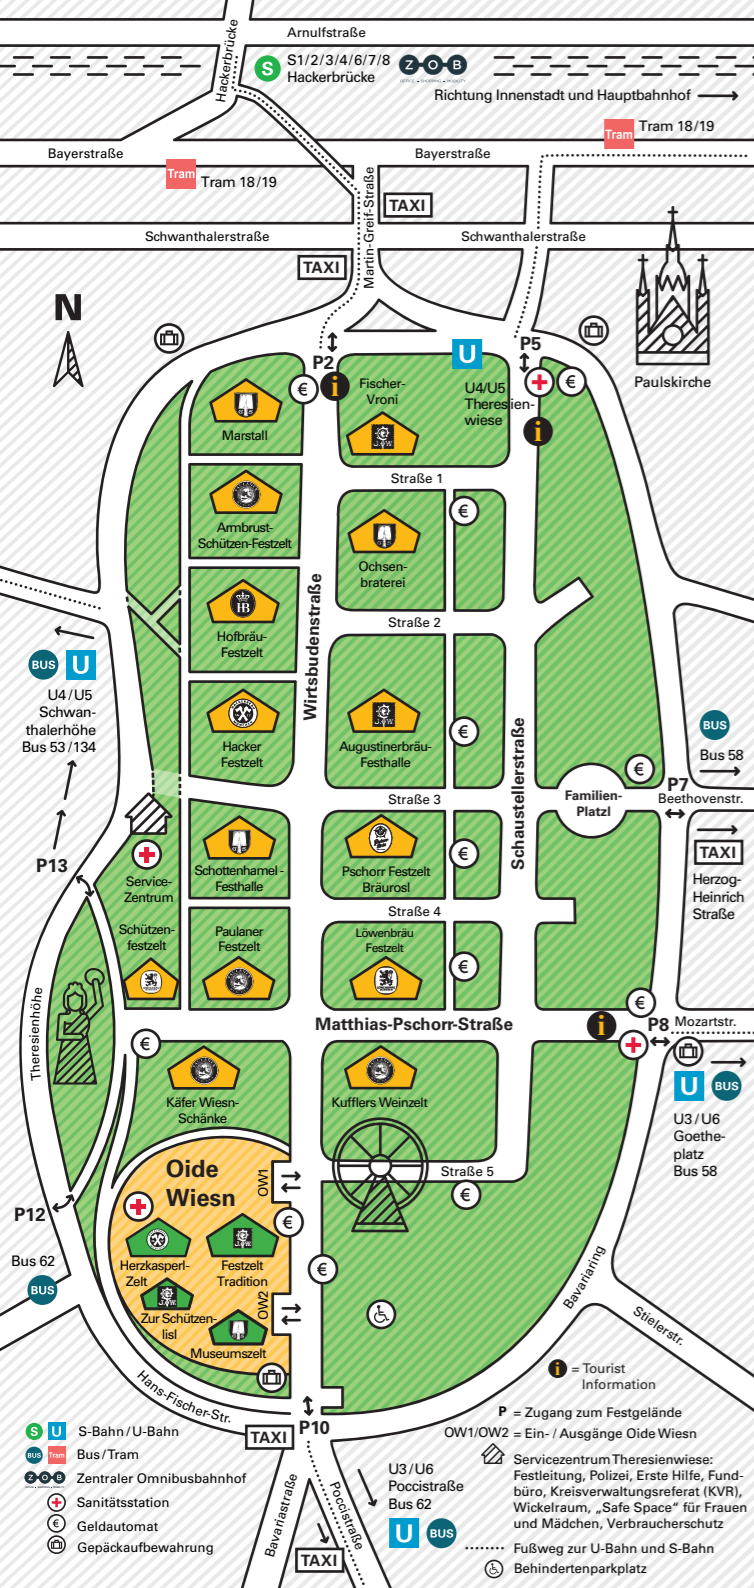 Arnulfstraße
Hackerbrücke
S
S1/2/3/4/6/7/8
Hackerbrücke
Z O B
Richtung Innenstadt und Hauptbahnhof
Tram
Tram 18/19
Bayerstraße
Bayerstraße
Tram
Tram 18/19
Martin-Greif-Straße
TAXI
Schwanthalerstraße
Schwanthalerstraße
TAXI
N
Paulskirche
P2
P5
U
€
i
Fischer-
Vroni
U4/U5
Theresien-
wiese
€
i
Marstall
Straße 1
Armbrust-
Schützen-Festzelt
€
Ochsen-
braterei
HB
Hofbräu-
Festzelt
Wirtsbudenstraße
Straße 2
BUS
U
U4/U5
Schwan-
thalerhöhe
Bus 53/134
Hacker
Festzelt
Augustinerbräu-
Festhalle
€
Schaustellerstraße
BUS
Bus 58
€
P7
Beethovenstr.
Familien-
Platzl
Straße 3
TAXI
Herzog-
Heinrich
Straße
P13
Service-
Zentrum
Schottenhamel-
Festhalle
Pschorr Festzelt
Bräurosl
€
Straße 4
Schützen-
festzelt
Paulaner
Festzelt
Löwenbräu
Festzelt
€
Theresienhöhe
Matthias-Pschorr-Straße
€
i
P8
Mozartstr.
€
U
BUS
U3/U6
Goethe-
platz
Bus 58
Käfer Wiesn-
Schänke
Kufflers Weinzelt
Oide
Wiesn
OW1
Straße 5
€
€
P12
Bus 62
BUS
Herzkasperl-
Zelt
Festzelt
Tradition
€
OW2
Zur Schützen-
lisl
Museumszelt
Bavariaring
Stielerstr.
Hans-Fischer-Str.
i = Tourist
Information
P = Zugang zum Festgelände
OW1/OW2 = Ein- / Ausgänge Oide Wiesn
TAXI
P10
S U S-Bahn/U-Bahn
BUS Tram Bus/Tram
Z O B Zentraler Omnibusbahnhof
Sanitätsstation
€ Geldautomat
Gepäckaufbewahrung
Bavariastraße
Poccistraße
TAXI
U3/U6
Poccistraße
Bus 62
U
BUS
Servicezentrum Theresienwiese:
Festleitung, Polizei, Erste Hilfe, Fund-
büro, Kreisverwaltungsreferat (KVR),
Wickelraum, „Safe Space“ für Frauen
und Mädchen, Verbraucherschutz
Fußweg zur U-Bahn und S-Bahn
Behindertenparkplatz